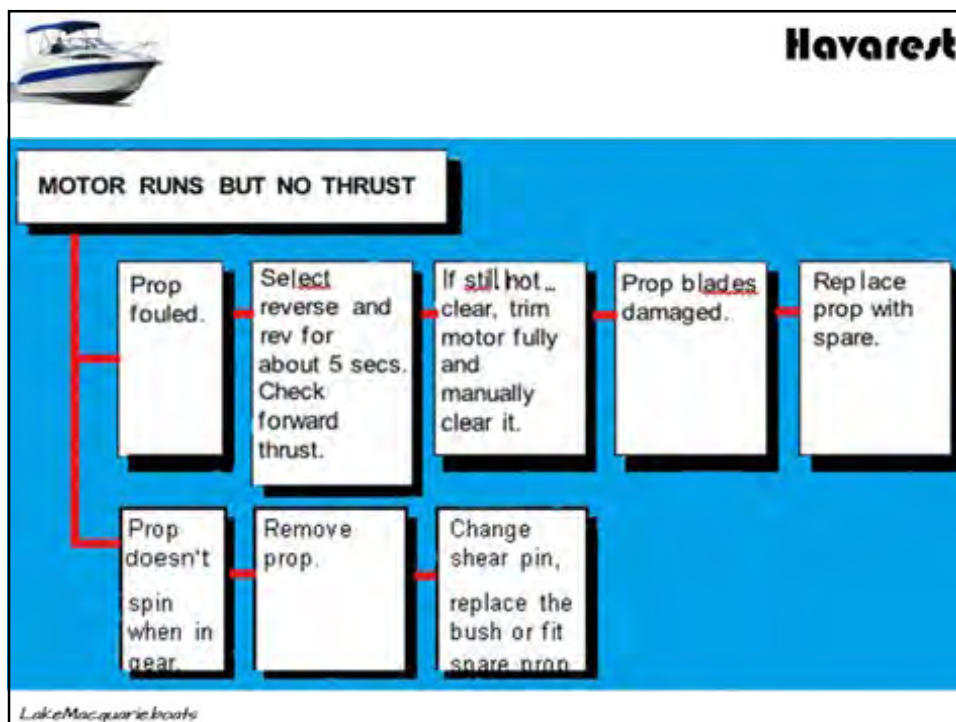 Havarest
MOTOR RUNS BUT NO THRUST
Prop
fouled.
Select
reverse and
rev for
about 5 secs.
Check
forward
thrust.
If still not ..
clear, trim
motor fully
and
manually
clear it.
Prop blades
damaged.
Replace
prop with
spare.
Prop
doesn't
spin
when in
gear.
Remove
prop.
Change
shear pin,
replace the
bush or fit
spare prop
LakeMacquarieboats